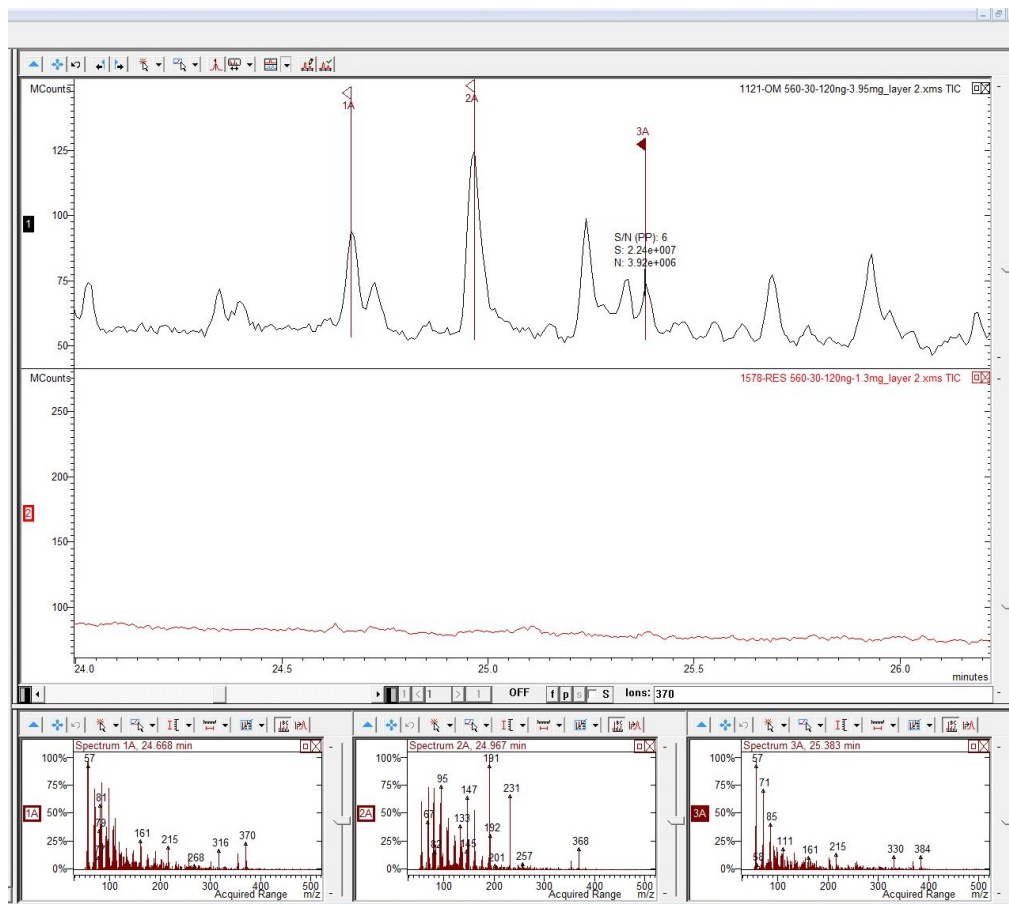 MCounts
1121-OM 560-30-120ng-3.95mg_layer 2.xms TIC
1A
2A
3A
125
100
75
50
S/N (PP): 6
S: 2.24e+007
N: 3.92e+006
1
MCounts
1578-RES 560-30-120ng-1.3mg_layer 2.xms TIC
250
200
150
100
2
24.0 24.5 25.0 25.5 26.0
minutes
1 < 1 > 1 OFF f p s S Ions: 370
Spectrum 1A, 24.668 min
100%
75%
50%
25%
0%
1A
57
81
79
161
215
268
316
370
100 200 300 400 500
Acquired Range m/z
Spectrum 2A, 24.967 min
100%
75%
50%
25%
0%
2A
191
95
147
231
67
133
192
82
145
201
257
368
100 200 300 400 500
Acquired Range m/z
Spectrum 3A, 25.383 min
100%
75%
50%
25%
0%
3A
57
71
85
111
58
161
215
330
384
100 200 300 400 500
Acquired Range m/z